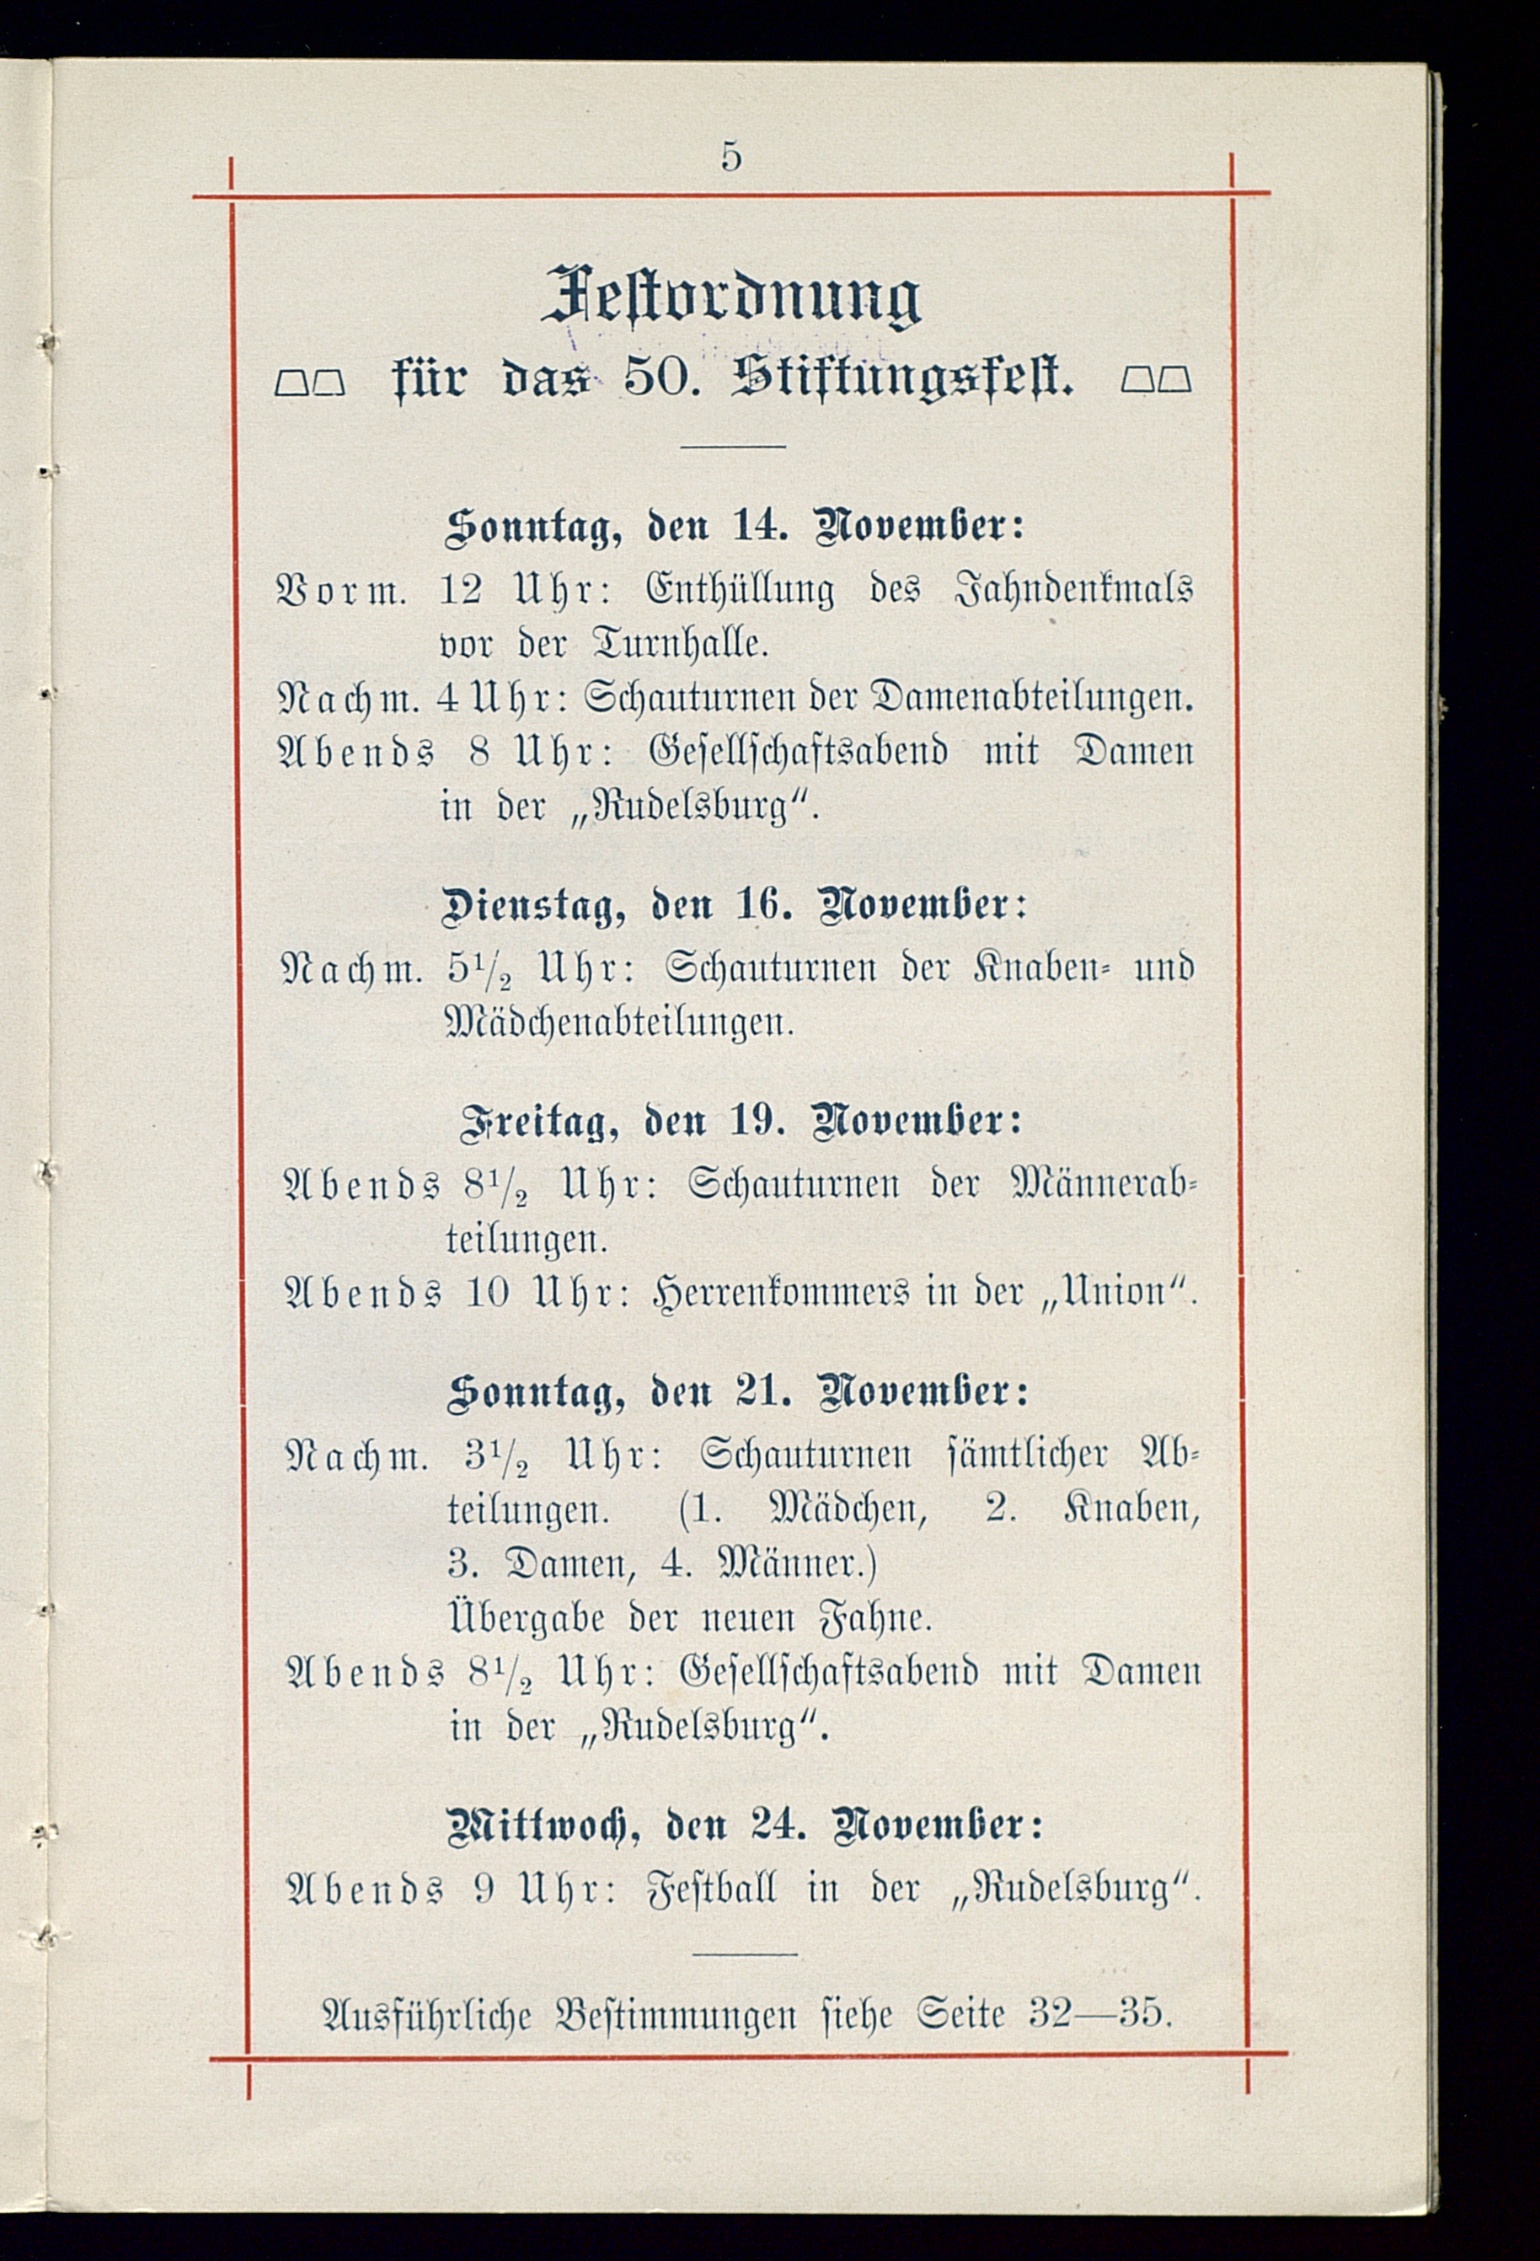 5
Festordnung
für das 50. Stiftungsfest.
Sonntag, den 14. November:
Vorm. 12 Uhr: Enthüllung des Jahndenkmals
vor der Turnhalle.
Nachm. 4 Uhr: Schauturnen der Damenabteilungen.
Abends 8 Uhr: Gesellschaftsabend mit Damen
in der „Rudelsburg“.
Dienstag, den 16. November:
Nachm. 5½ Uhr: Schauturnen der Knaben- und
Mädchenabteilungen.
Freitag, den 19. November:
Abends 8½ Uhr: Schauturnen der Männerab-
teilungen.
Abends 10 Uhr: Herrenkommers in der „Union“.
Sonntag, den 21. November:
Nachm. 3½ Uhr: Schauturnen sämtlicher Ab-
teilungen. (1. Mädchen, 2. Knaben,
3. Damen, 4. Männer.)
Übergabe der neuen Fahne.
Abends 8½ Uhr: Gesellschaftsabend mit Damen
in der „Rudelsburg“.
Mittwoch, den 24. November:
Abends 9 Uhr: Festball in der „Rudelsburg“.
Ausführliche Bestimmungen siehe Seite 32—35.